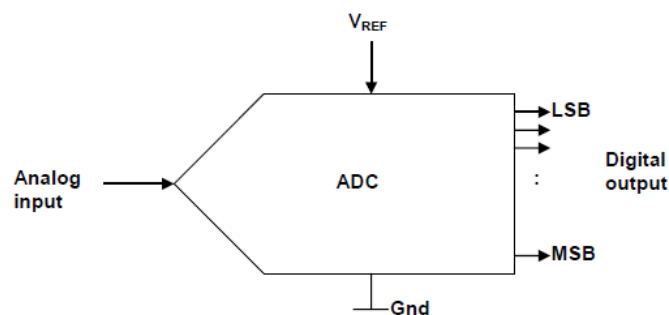 VREF
LSB
Analog
input
ADC
Digital
output
:
MSB
Gnd